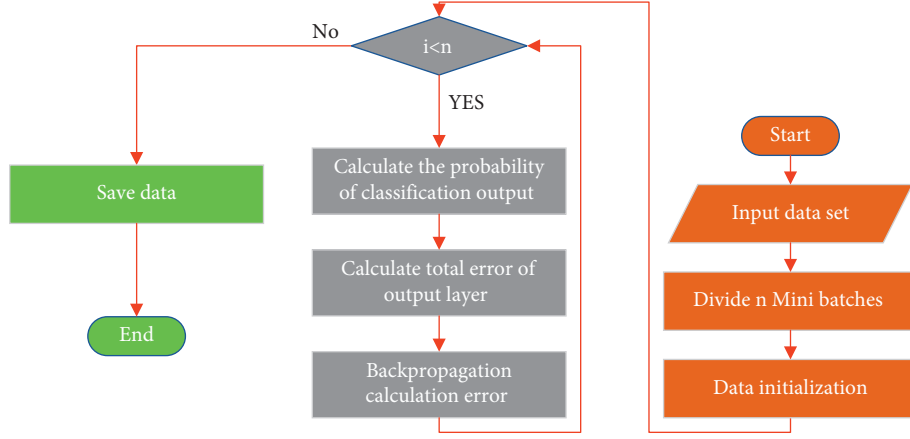 Start
Input data set
Divide n Mini batches
Data initialization
i<n
No
YES
Calculate the probability
of classification output
Calculate total error of
output layer
Backpropagation
calculation error
Save data
End